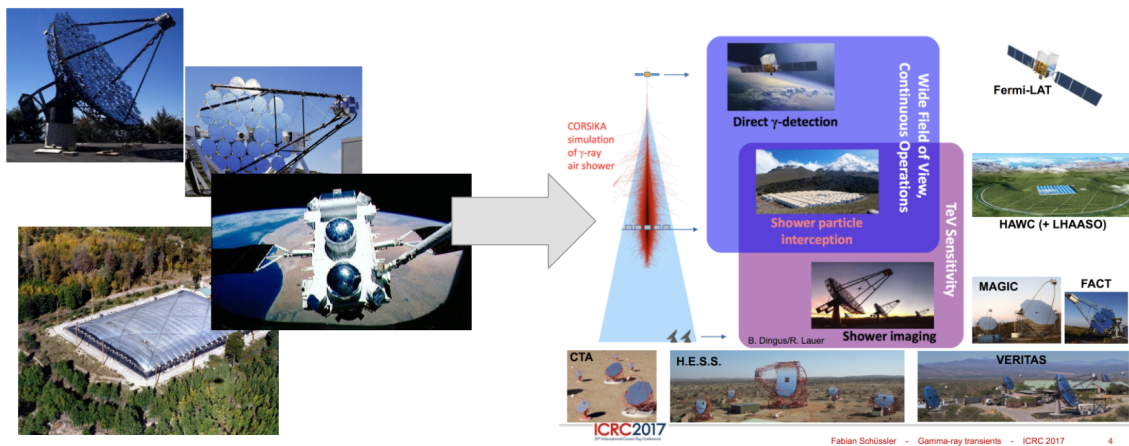 CORSIKA
simulation
of γ-ray
air shower
Direct γ-detection
Wide Field of View,
Continuous Operations
Shower particle
interception
TeV Sensitivity
Shower imaging
B. Dingus/R. Lauer
Fermi-LAT
HAWC (+ LHAASO)
MAGIC
FACT
CTA
H.E.S.S.
VERITAS
ICRC2017
Fabian Schüssler - Gamma-ray transients - ICRC 2017
4